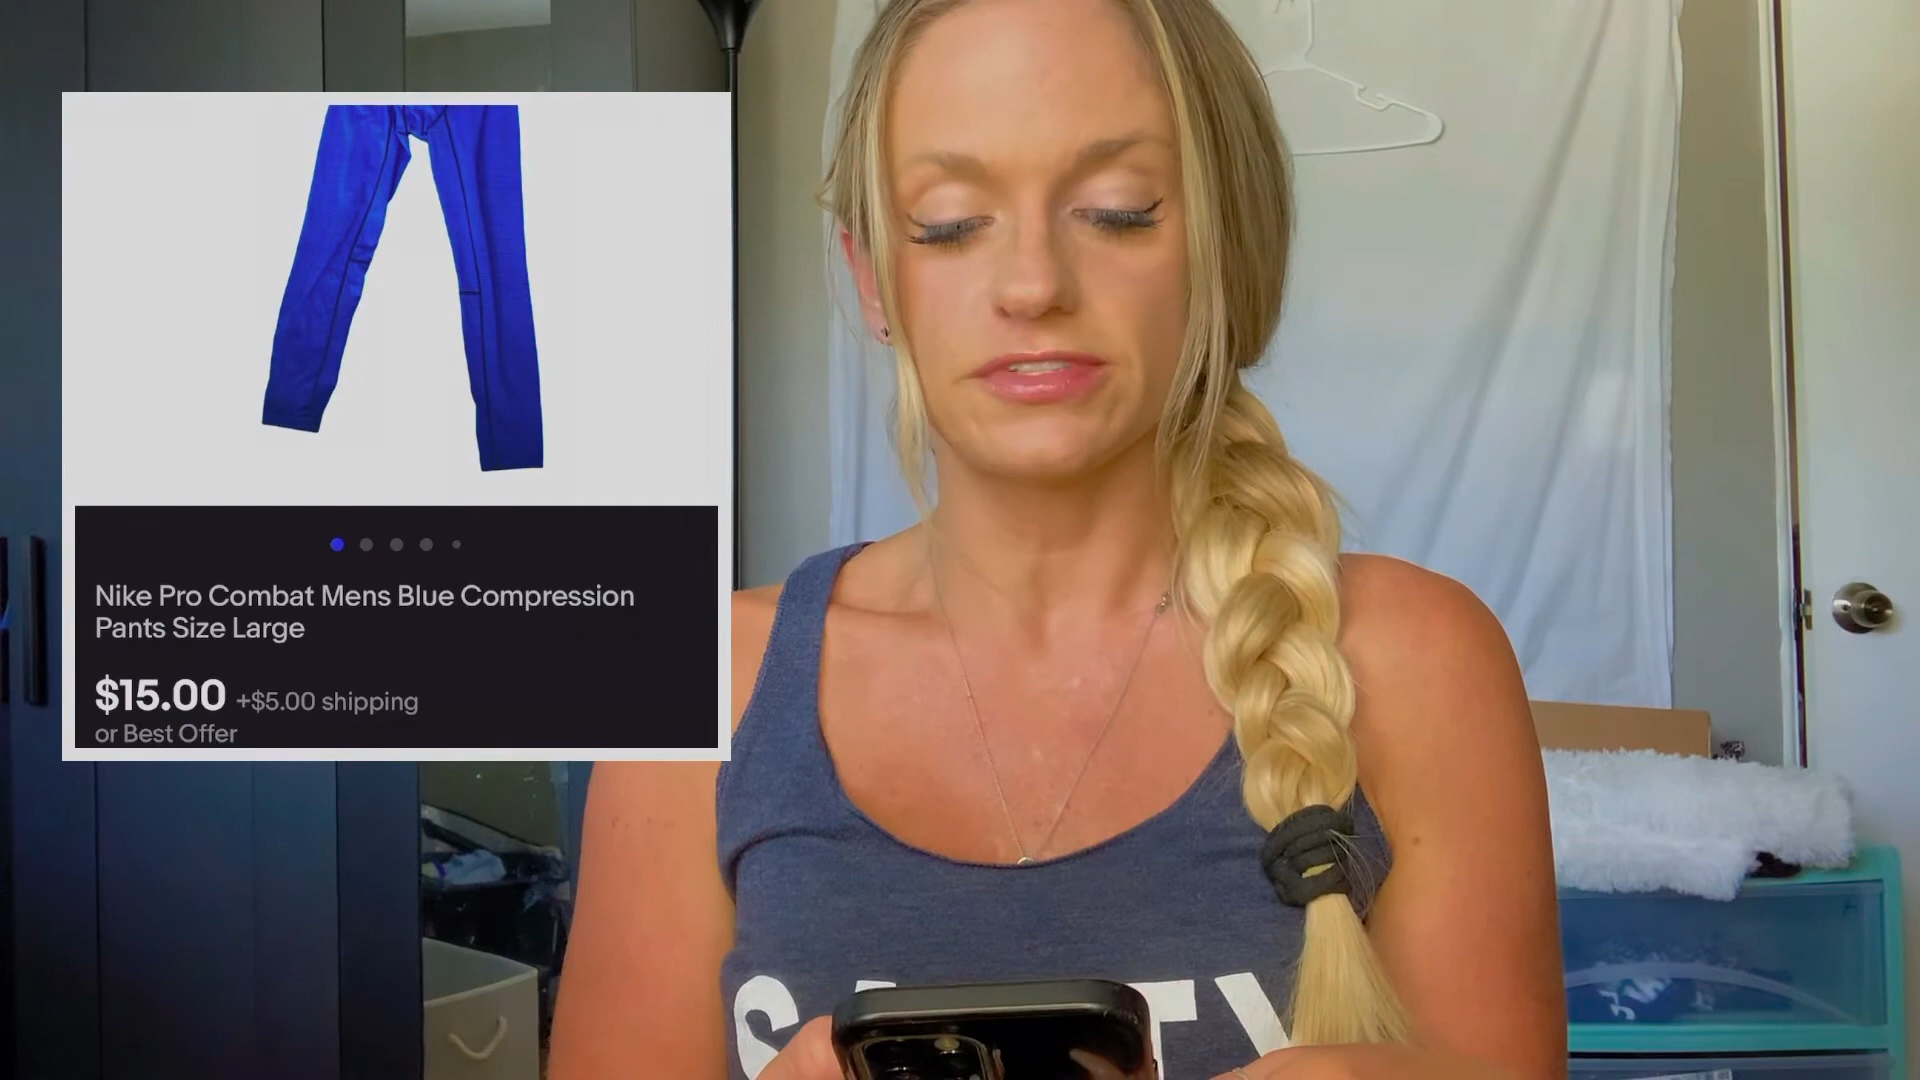 Nike Pro Combat Mens Blue Compression
Pants Size Large
$15.00 +$5.00 shipping
or Best Offer